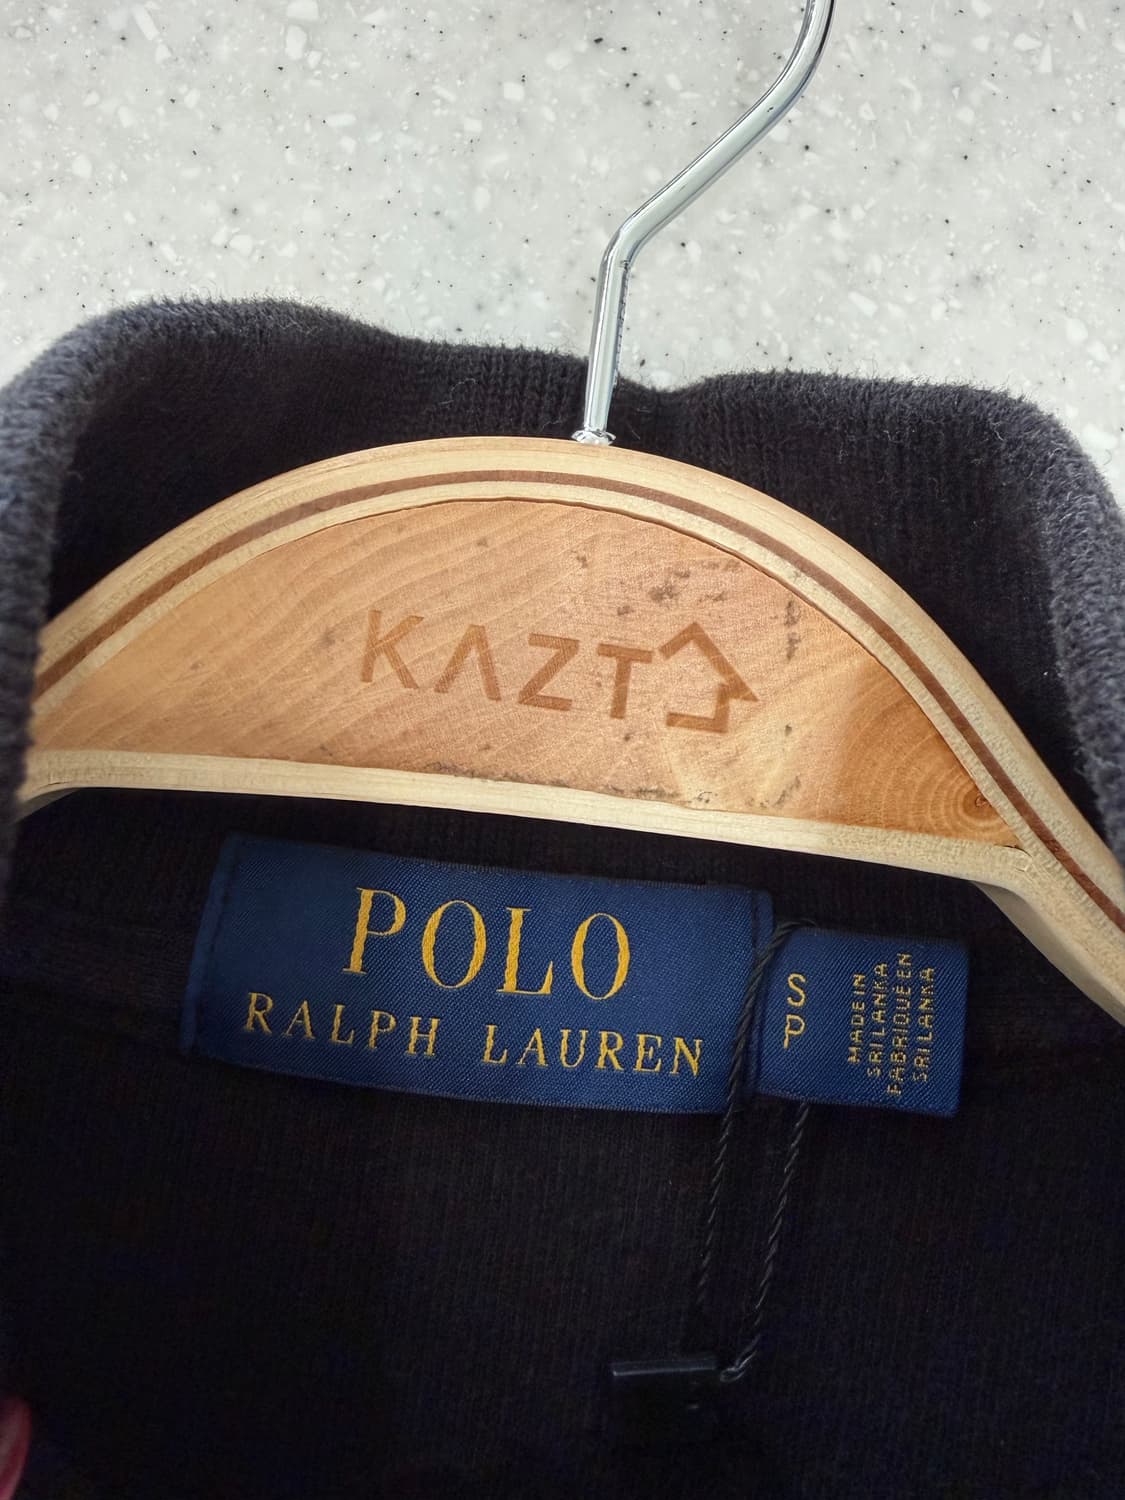 KAZT
POLO
RALPH LAUREN
S
P
MADE IN
SRI LANKA
FABRIQUÉ EN
SRI LANKA